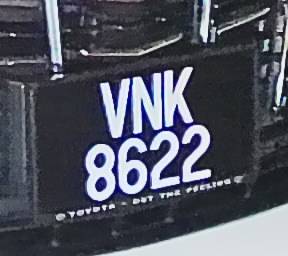 VNK
8622
TOYOTA - GET THE FEELING